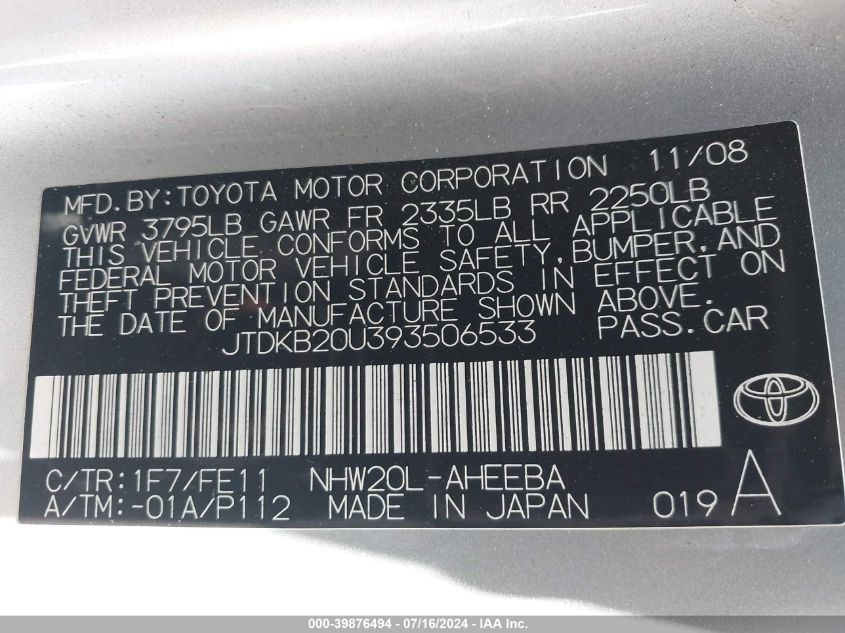 MFD. BY: TOYOTA MOTOR CORPORATION 11/08
GVWR 3795LB GAWR FR 2335LB RR 2250LB
THIS VEHICLE CONFORMS TO ALL APPLICABLE
FEDERAL MOTOR VEHICLE SAFETY, BUMPER, AND
THEFT PREVENTION STANDARDS IN EFFECT ON
THE DATE OF MANUFACTURE SHOWN ABOVE.
JTDKB20U393506533 PASS. CAR
C/TR: 1F7/FE11 NHW20L-AHEEBA
A/TM: -01A/P112 MADE IN JAPAN 019 A
000-39876494 - 07/16/2024 - IAA Inc.